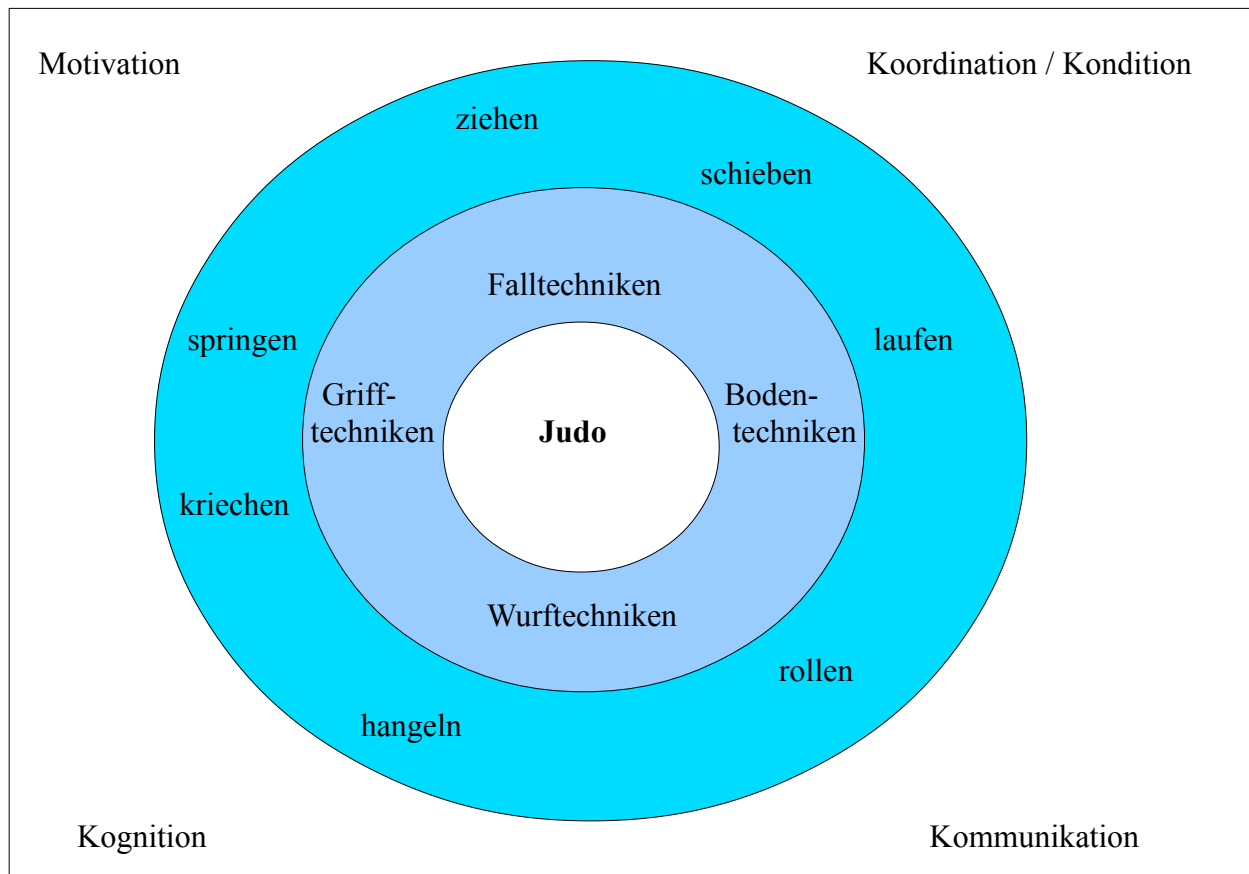 Motivation
Koordination / Kondition
ziehen
schieben
Falltechniken
springen
laufen
Griff-
techniken
Judo
Boden-
techniken
kriechen
Wurftechniken
rollen
hangeln
Kognition
Kommunikation